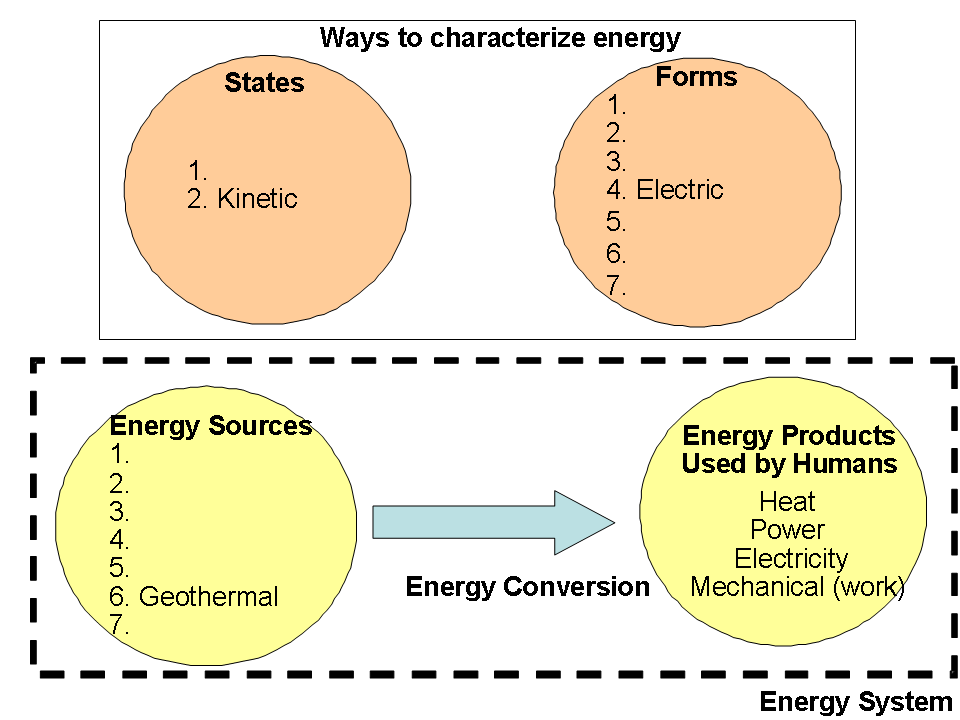 Ways to characterize energy
States
1.
2. Kinetic
Forms
1.
2.
3.
4. Electric
5.
6.
7.
Energy Sources
1.
2.
3.
4.
5.
6. Geothermal
7.
Energy Conversion
Energy Products
Used by Humans
Heat
Power
Electricity
Mechanical (work)
Energy System